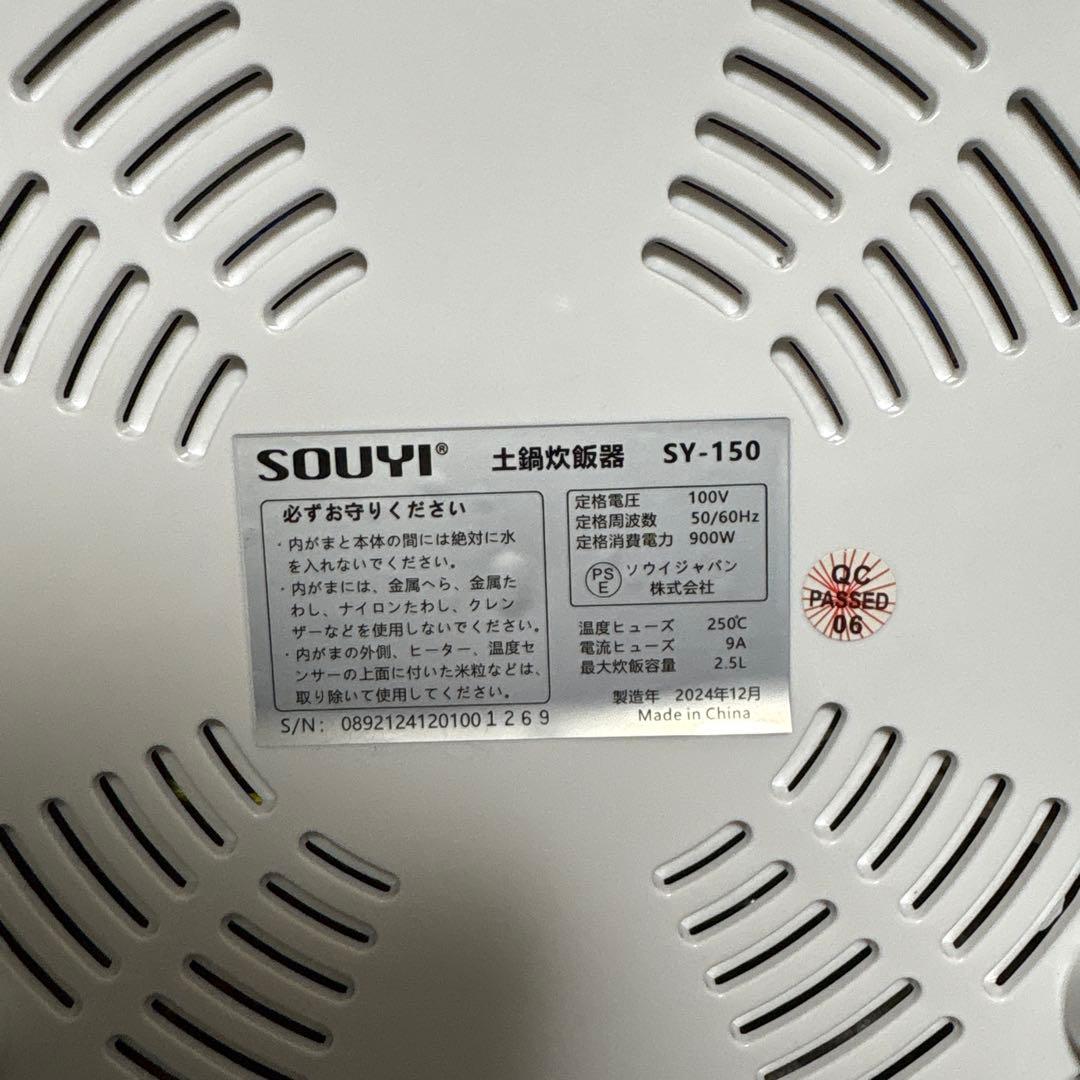 SOUYI® 土鍋炊飯器 SY-150
必ずお守りください
・内がまと本体の間には絶対に水
を入れないでください。
・内がまには、金属へら、金属た
わし、ナイロンたわし、クレン
ザーなどを使用しないでください。
・内がまの外側、ヒーター、温度セ
ンサーの上面に付いた米粒などは、
取り除いて使用してください。
S/N: 0892124120100１２６９
定格電圧 100V
定格周波数 50/60Hz
定格消費電力 900W
PSE ソウイジャパン
株式会社
温度ヒューズ 250℃
電流ヒューズ 9A
最大炊飯容量 2.5L
製造年 2024年12月
Made in China
QC
PASSED
06